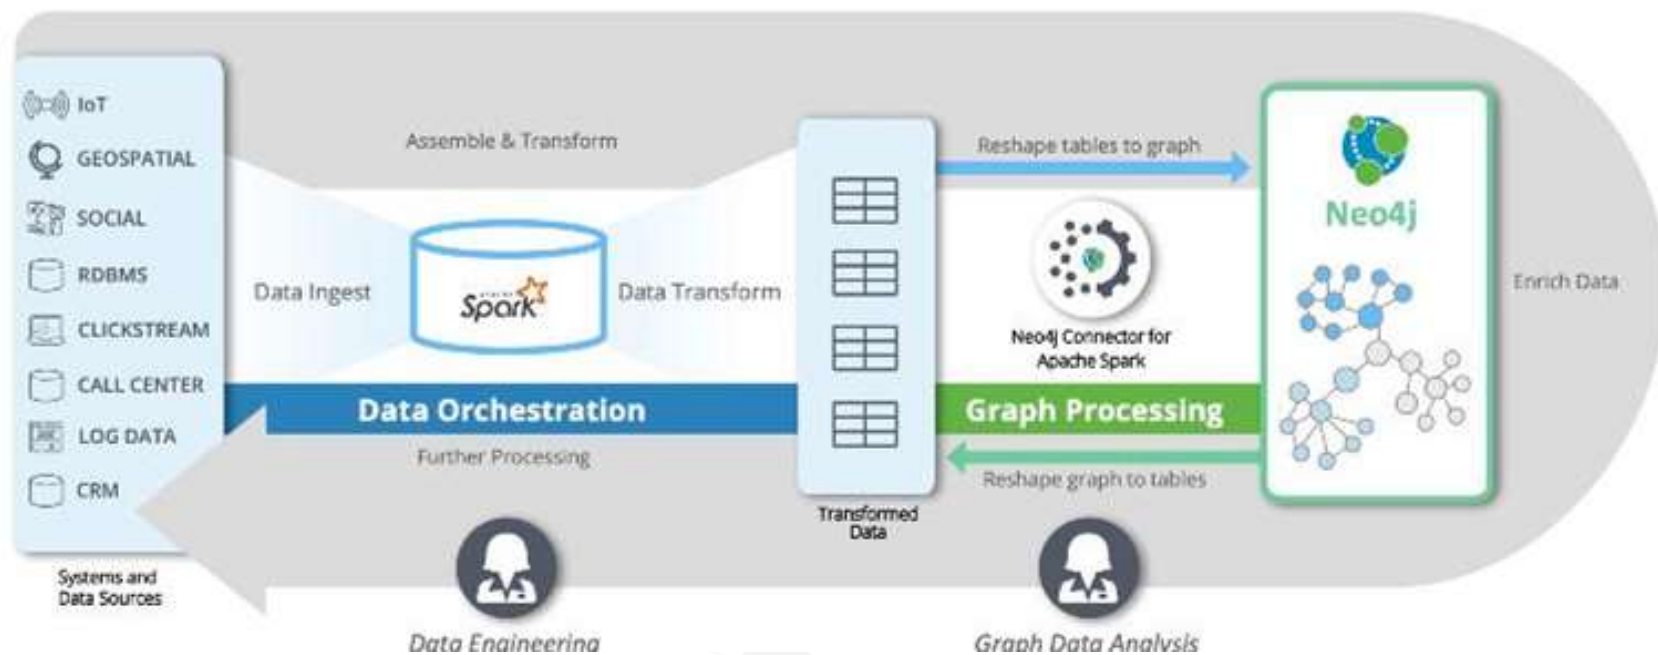 IoT
GEOSPATIAL
SOCIAL
RDBMS
CLICKSTREAM
CALL CENTER
LOG DATA
CRM
Systems and
Data Sources
Assemble & Transform
Data Ingest
APACHE
Spark
Data Transform
Data Orchestration
Further Processing
Data Engineering
Transformed
Data
Reshape tables to graph
Neo4j Connector for
Apache Spark
Graph Processing
Reshape graph to tables
Graph Data Analysis
Neo4j
Enrich Data